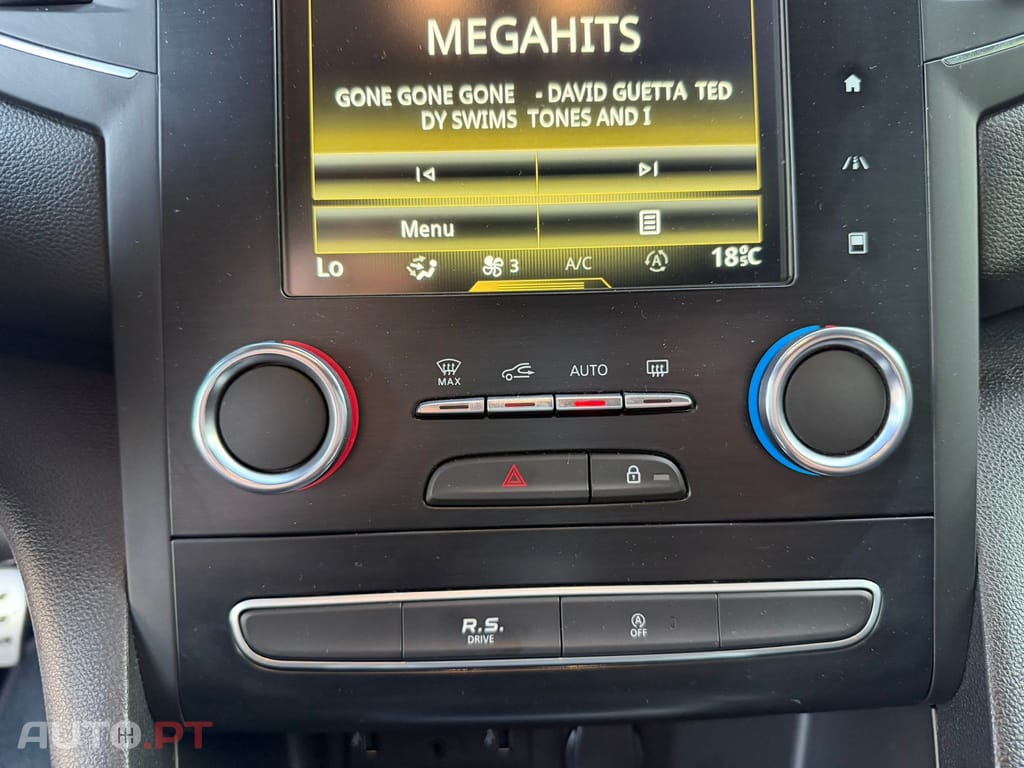 MEGAHITS
GONE GONE GONE - DAVID GUETTA TED
DY SWIMS TONES AND I
Menu
Lo 3 A/C A 18.5°C
MAX AUTO
R.S.
DRIVE
A
OFF
AUTO.PT